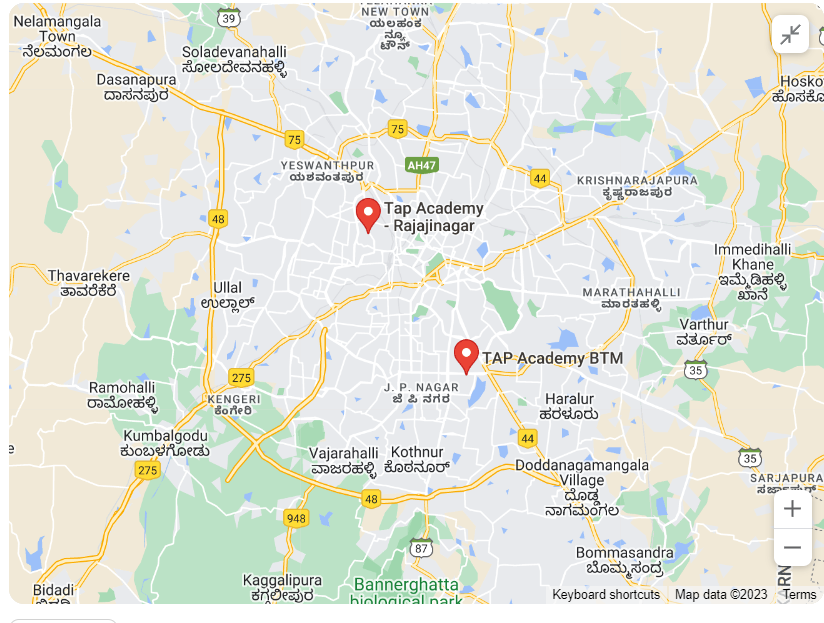 39
NEW TOWN
ಯಲಹಂಕ
ನ್ಯೂ
ಟೌನ್
Nelamangala
Town
ನೆಲಮಂಗಲ
Soladevanahalli
ಸೋಲದೇವನಹಳ್ಳಿ
Dasanapura
ದಾಸನಪುರ
Hosko
ಹೊಸಕೊ
75
75
YESWANTHPUR
ಯಶವಂತಪುರ
AH47
44
KRISHNARAJAPURA
ಕೃಷ್ಣರಾಜಪುರ
48
Tap Academy
- Rajajinagar
Immedihalli
Khane
ಇಮ್ಮೆಡಿಹಳ್ಳಿ
ಖಾನೆ
Thavarekere
ತಾವರೆಕೆರೆ
Ullal
ಉಲ್ಲಾಳ್
MARATHAHALLI
ಮಾರತಹಳ್ಳಿ
Varthur
ವರ್ತೂರ್
TAP Academy BTM
35
275
J. P. NAGAR
ಜೆ ಪಿ ನಗರ
Ramohalli
ರಾಮೋಹಳ್ಳಿ
KENGERI
ಕೆಂಗೇರಿ
Haralur
ಹರಳೂರು
Kumbalgodu
ಕುಂಬಳಗೋಡು
44
275
Vajarahalli
ವಾಜರಹಳ್ಳಿ
Kothnur
ಕೊಠನೂರ್
35
Doddanagamangala
Village
ದೊಡ್ಡ
ನಾಗಮಂಗಲ
SARJAPURA
48
948
87
Bommasandra
ಬೊಮ್ಮಸಂದ್ರ
Bidadi
Kaggalipura
ಕಗ್ಗಲೀಪುರ
Bannerghatta
biological park
KARN
Keyboard shortcuts Map data ©2023 Terms